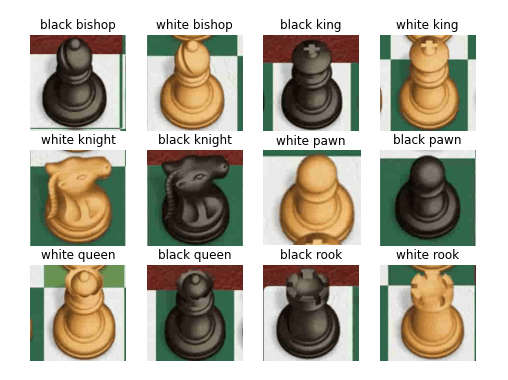 black bishop
white bishop
black king
white king
white knight
black knight
white pawn
black pawn
white queen
black queen
black rook
white rook